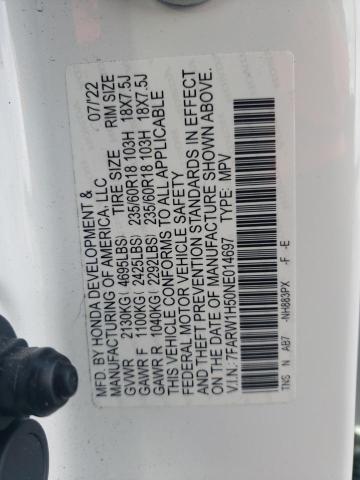 MFD. BY HONDA DEVELOPMENT & 07/'22
MANUFACTURING OF AMERICA, LLC
TIRE SIZE RIM SIZE
GVWR 2130KG(4695LBS)
GAWR F 1100KG(2425LBS) 235/60R18 103H 18X7.5J
GAWR R 1040KG(2292LBS) 235/60R18 103H 18X7.5J
THIS VEHICLE CONFORMS TO ALL APPLICABLE
FEDERAL MOTOR VEHICLE SAFETY
AND THEFT PREVENTION STANDARDS IN EFFECT
ON THE DATE OF MANUFACTURE SHOWN ABOVE.
V.I.N.:7FARW1H50NE014697 TYPE: MPV
TNS N AB7 -NH883PX -F -E